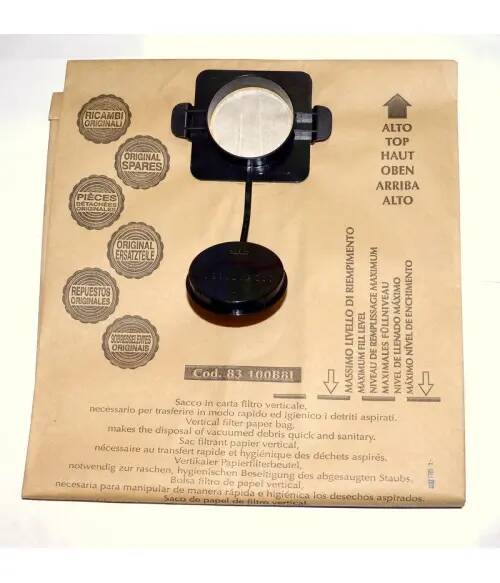 RICAMBI
ORIGINALI
ORIGINAL
SPARES
PIÈCES
DÉTACHÉES
ORIGINALES
ORIGINAL
ERSATZTEILE
REPUESTOS
ORIGINALES
SOBRESSELENTES
ORIGINAIS
ALTO
TOP
HAUT
OBEN
ARRIBA
ALTO
MASSIMO LIVELLO DI RIEMPIMENTO
MAXIMUM FILL LEVEL
NIVEAU DE REMPLISSAGE MAXIMUM
MAXIMALES FÜLLNIVEAU
NIVEL DE LLENADO MÁXIMO
MÁXIMO NÍVEL DE ENCHIMENTO
Cod. 83 100BBI
Sacco in carta filtro verticale,
necessario per trasferire in modo rapido ed igienico i detriti aspirati.
Vertical filter paper bag,
makes the disposal of vacuumed debris quick and sanitary.
Sac filtrant papier vertical,
nécessaire au transfert rapide et hygiénique des déchets aspirés.
Vertikaler Papierfilterbeutel,
notwendig zur raschen, hygienischen Beseitigung des abgesaugten Staubs.
Bolsa filtro de papel vertical,
necesaria para manipular de manera rápida e higiénica los desechos aspirados.
Saco de papel de filtro vertical,